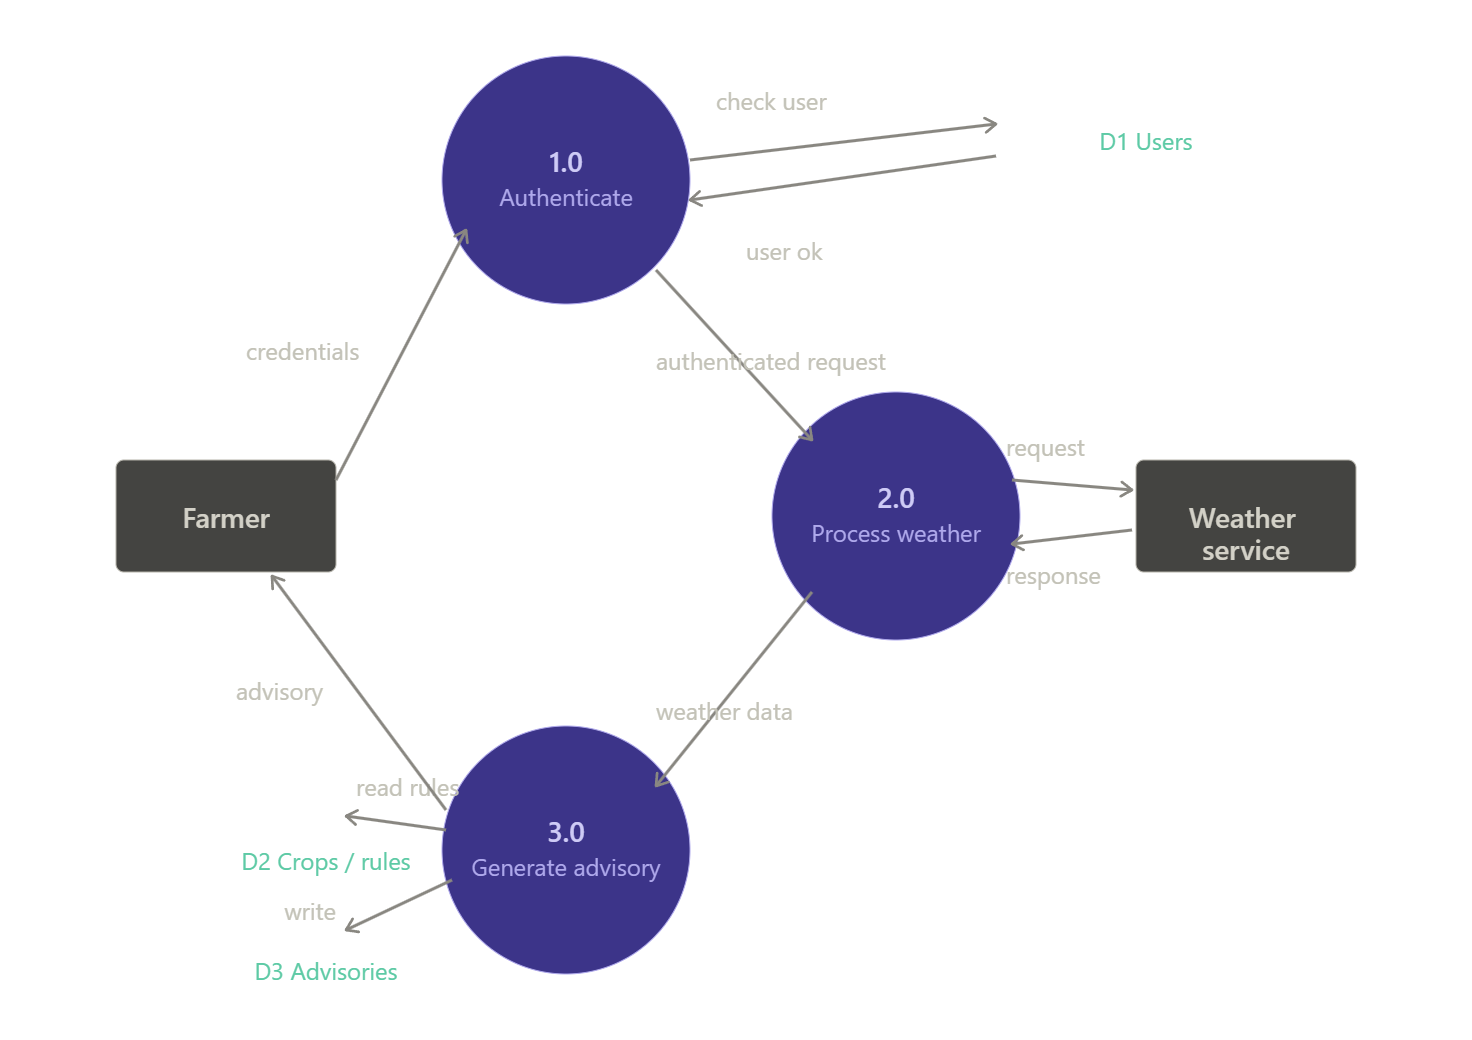 check user
D1 Users
1.0
Authenticate
user ok
credentials
authenticated request
request
Farmer
2.0
Process weather
Weather
service
response
advisory
weather data
read rules
3.0
Generate advisory
D2 Crops / rules
write
D3 Advisories